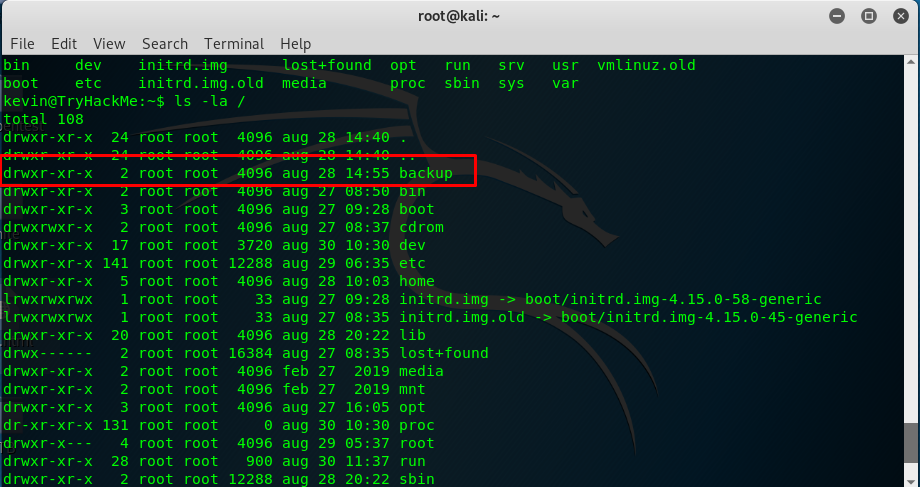 root@kali: ~
File Edit View Search Terminal Help
bin     dev   initrd.img      lost+found  opt   run   srv   usr  vmlinuz.old
boot    etc   initrd.img.old  media       proc  sbin  sys   var
kevin@TryHackMe:~$ ls -la /
total 108
drwxr-xr-x  24 root root  4096 aug 28 14:40 .
drwxr-xr-x  24 root root  4096 aug 28 14:40 ..
drwxr-xr-x   2 root root  4096 aug 28 14:55 backup
drwxr-xr-x   2 root root  4096 aug 27 08:50 bin
drwxr-xr-x   3 root root  4096 aug 27 09:28 boot
drwxrwxr-x   2 root root  4096 aug 27 08:37 cdrom
drwxr-xr-x  17 root root  3720 aug 30 10:30 dev
drwxr-xr-x 141 root root 12288 aug 29 06:35 etc
drwxr-xr-x   5 root root  4096 aug 28 10:03 home
lrwxrwxrwx   1 root root    33 aug 27 09:28 initrd.img -> boot/initrd.img-4.15.0-58-generic
lrwxrwxrwx   1 root root    33 aug 27 08:35 initrd.img.old -> boot/initrd.img-4.15.0-45-generic
drwxr-xr-x  20 root root  4096 aug 28 20:22 lib
drwx------   2 root root 16384 aug 27 08:35 lost+found
drwxr-xr-x   2 root root  4096 feb 27  2019 media
drwxr-xr-x   2 root root  4096 feb 27  2019 mnt
drwxr-xr-x   3 root root  4096 aug 27 16:05 opt
dr-xr-xr-x 131 root root     0 aug 30 10:30 proc
drwxr-x---   4 root root  4096 aug 29 05:37 root
drwxr-xr-x  28 root root   900 aug 30 11:37 run
drwxr-xr-x   2 root root 12288 aug 28 20:22 sbin